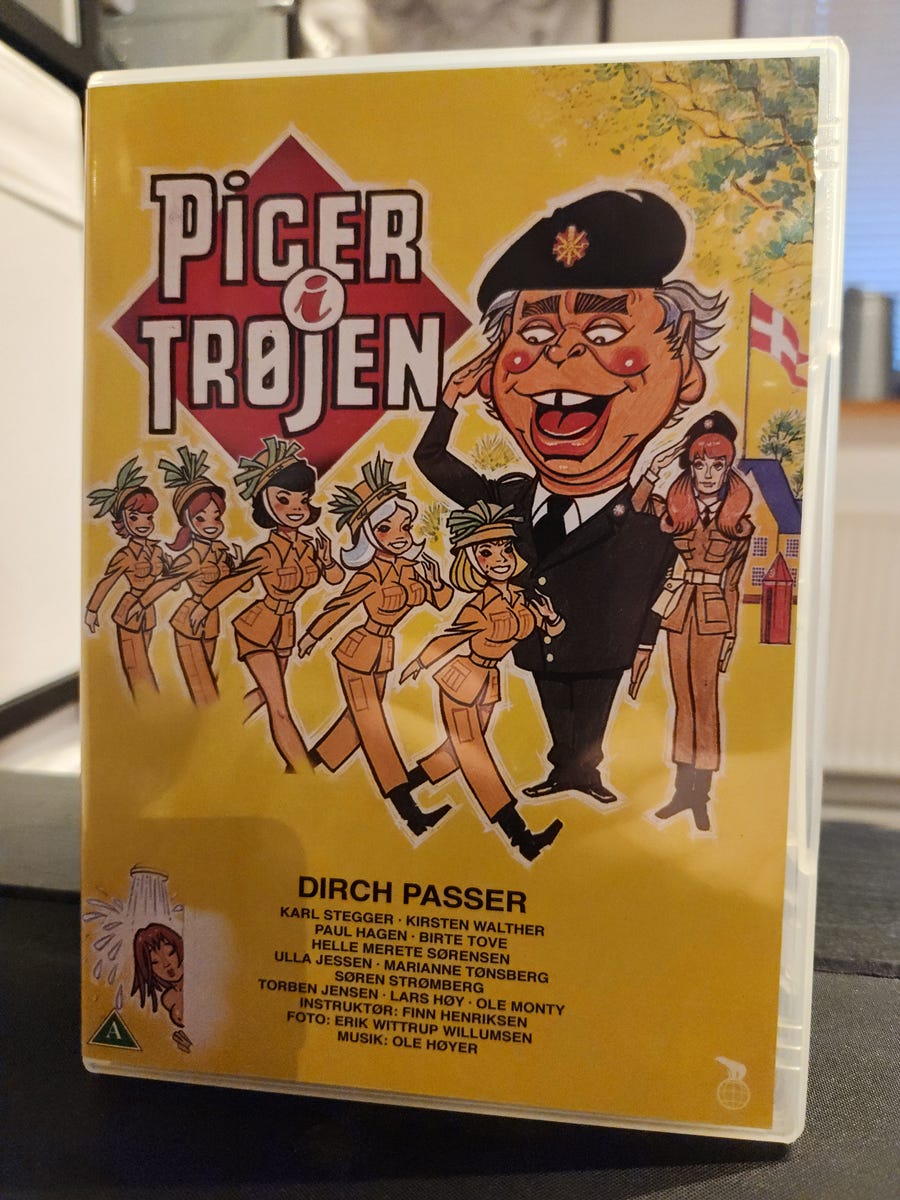 PIGER
i
TRØJEN
DIRCH PASSER
KARL STEGGER · KIRSTEN WALTHER
PAUL HAGEN · BIRTE TOVE
HELLE MERETE SØRENSEN
ULLA JESSEN · MARIANNE TØNSBERG
SØREN STRØMBERG
TORBEN JENSEN · LARS HØY · OLE MONTY
INSTRUKTØR: FINN HENRIKSEN
FOTO: ERIK WITTRUP WILLUMSEN
MUSIK: OLE HØYER
A